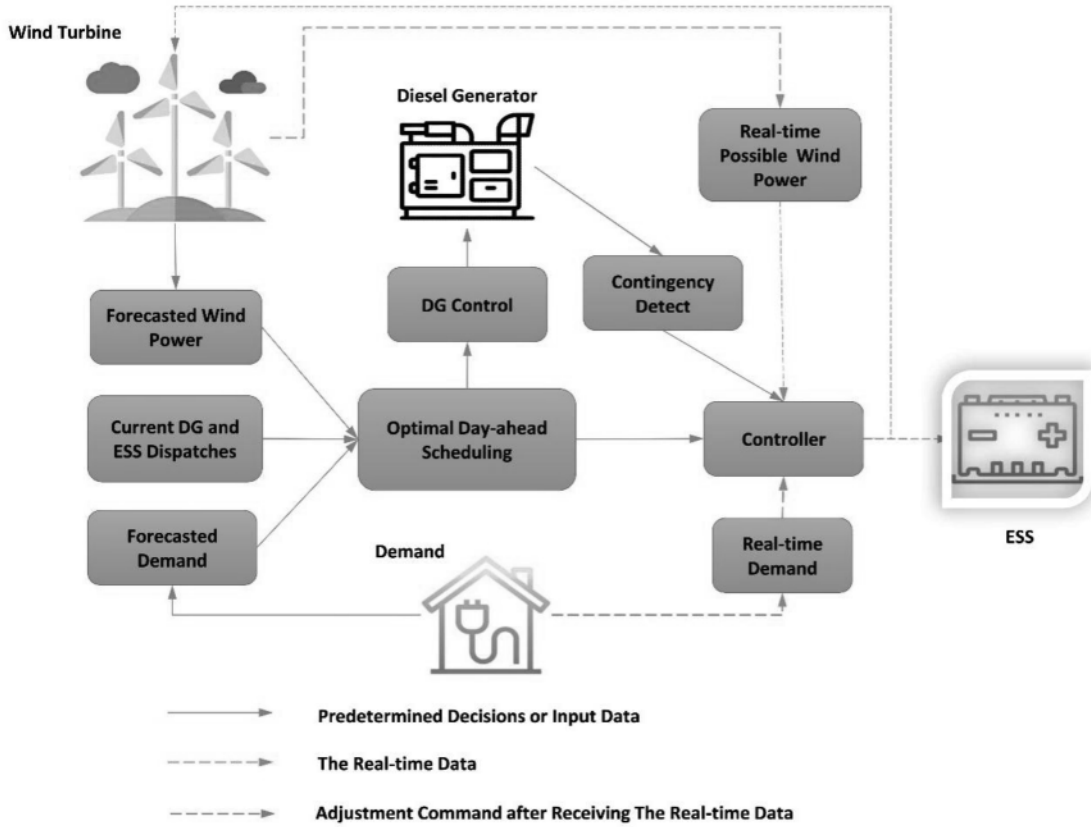 Wind Turbine
Diesel Generator
Real-time
Possible Wind
Power
Forecasted Wind
Power
DG Control
Contingency
Detect
Current DG and
ESS Dispatches
Optimal Day-ahead
Scheduling
Controller
Forecasted
Demand
Demand
Real-time
Demand
ESS
Predetermined Decisions or Input Data
The Real-time Data
Adjustment Command after Receiving The Real-time Data